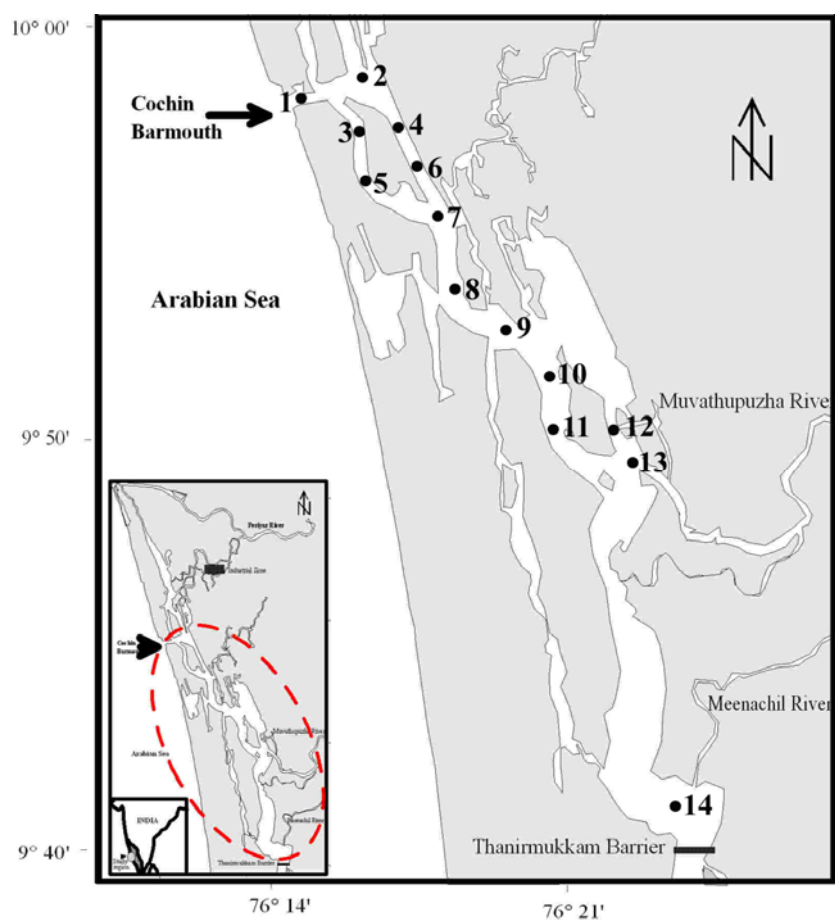 10° 00'
2
1
Cochin
Barmouth
3
4
6
5
7
N
Arabian Sea
8
9
10
Muvathupuzha River
11
12
9° 50'
13
Periyar River
Industrial Zone
Cochin
Barmouth
Arabian Sea
Muvathupuzha River
Meenachil River
INDIA
Study
region
Thanirmukkam Barrier
N
Meenachil River
14
Thanirmukkam Barrier
9° 40'
76° 14
76° 21'